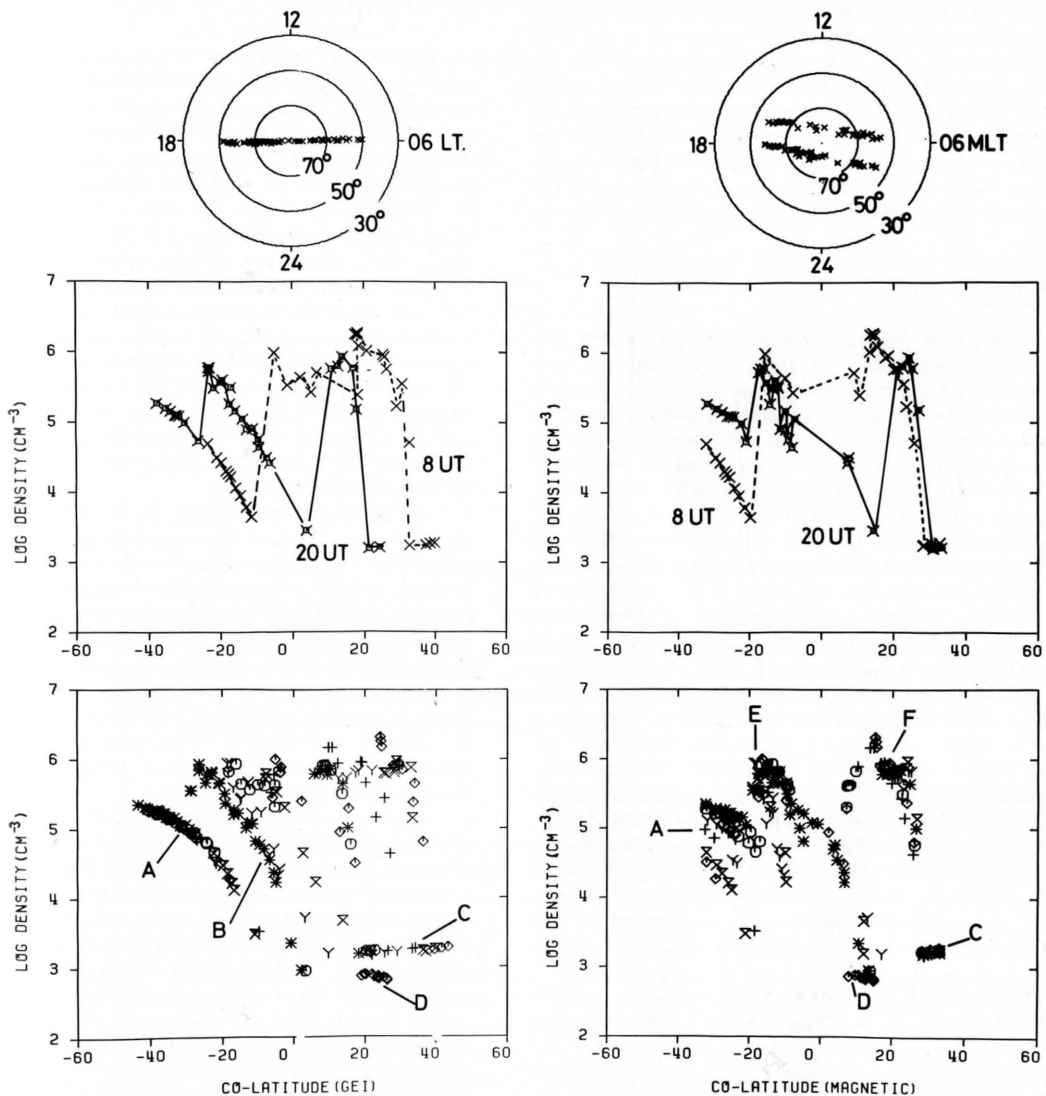 12
18
06 LT.
70°
50°
30°
24
12
18
06 MLT
70°
50°
30°
24
7
6
5
4
3
2
LOG DENSITY (CM⁻³)
8 UT
20 UT
-60 -40 -20 0 20 40 60
7
6
5
4
3
2
LOG DENSITY (CM⁻³)
8 UT
20 UT
-60 -40 -20 0 20 40 60
7
6
5
4
3
2
LOG DENSITY (CM⁻³)
A
B
C
D
-60 -40 -20 0 20 40 60
CO-LATITUDE (GEI)
7
6
5
4
3
2
LOG DENSITY (CM⁻³)
E
F
A
C
D
-60 -40 -20 0 20 40 60
CO-LATITUDE (MAGNETIC)